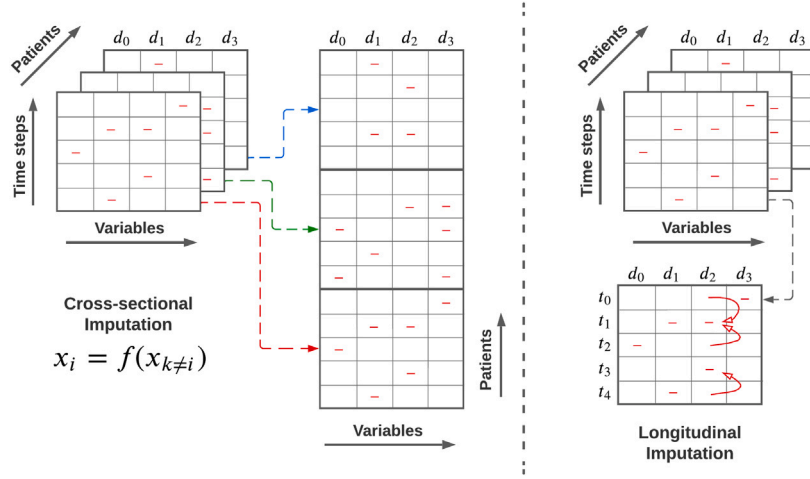 Patients
d0 d1 d2 d3
Time steps
Variables
Cross-sectional
Imputation
xi = f(xk≠i)
d0 d1 d2 d3
Patients
Variables
Patients
d0 d1 d2 d3
Time steps
Variables
d0 d1 d2 d3
t0
t1
t2
t3
t4
Longitudinal
Imputation